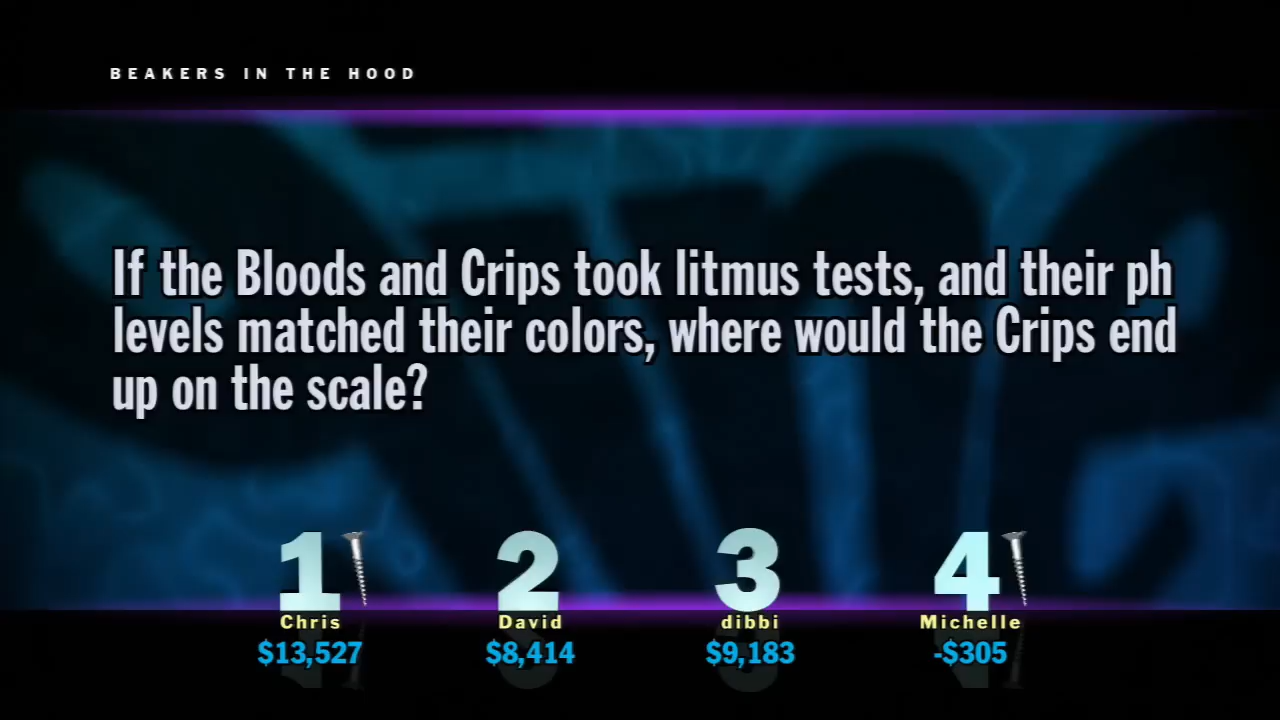 BEAKERS IN THE HOOD
If the Bloods and Crips took litmus tests, and their ph
levels matched their colors, where would the Crips end
up on the scale?
1 2 3 4
Chris David dibbi Michelle
$13,527 $8,414 $9,183 -$305